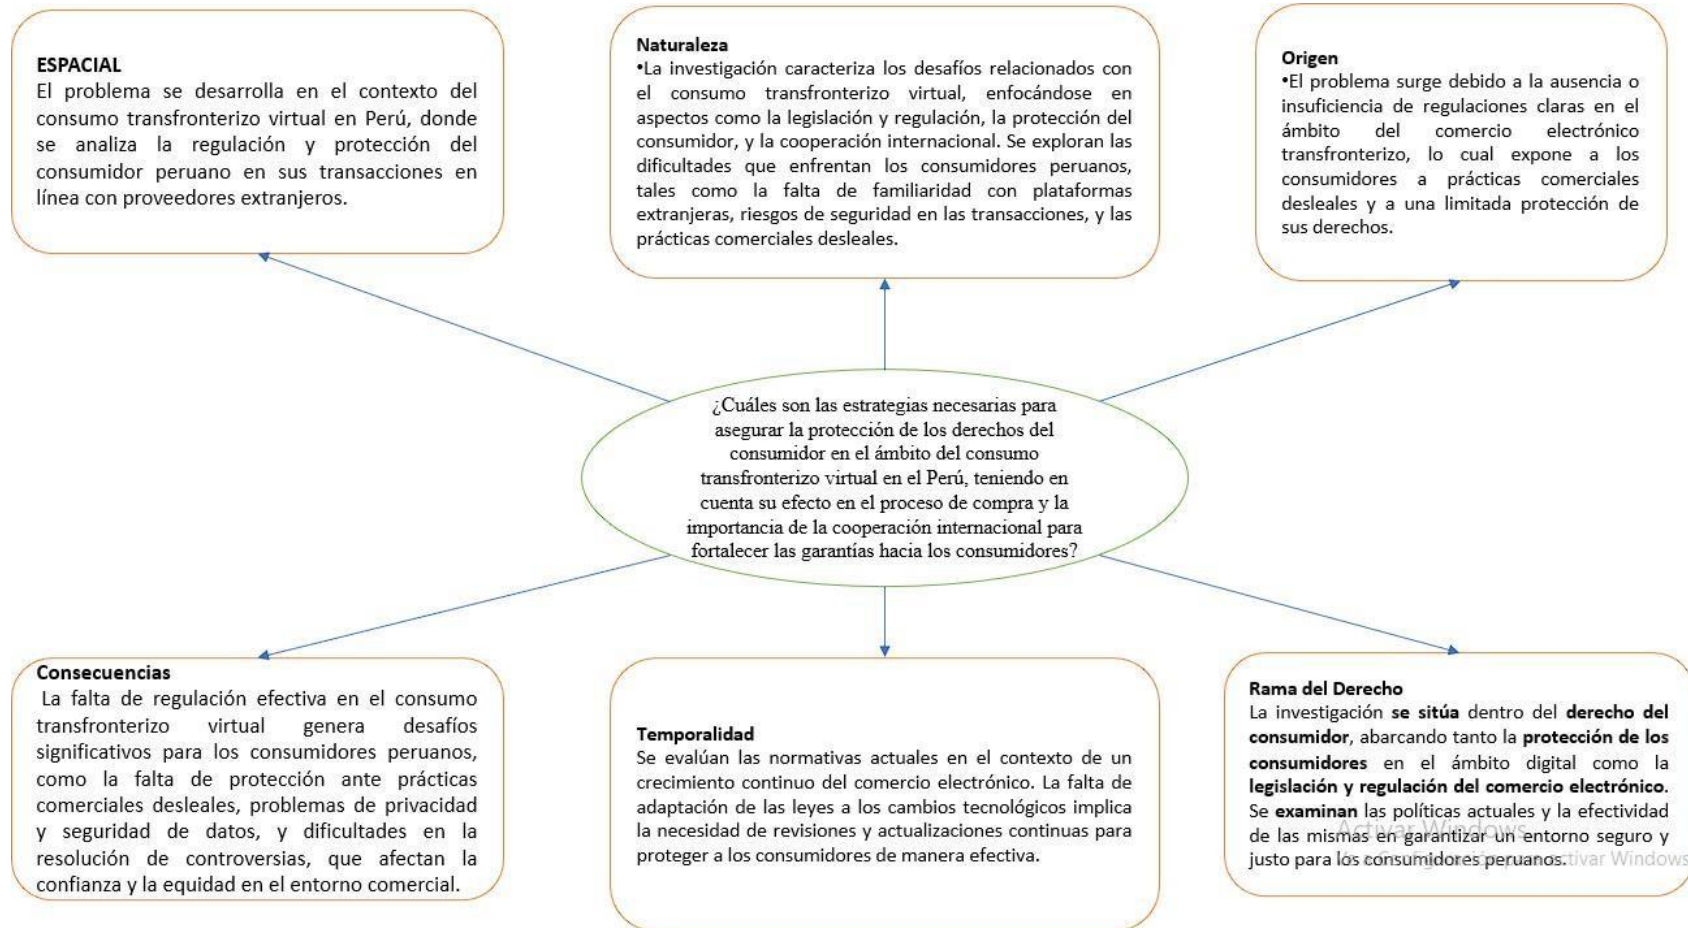 ESPACIAL
El problema se desarrolla en el contexto del
consumo transfronterizo virtual en Perú, donde
se analiza la regulación y protección del
consumidor peruano en sus transacciones en
línea con proveedores extranjeros.
Naturaleza
•La investigación caracteriza los desafíos relacionados con
el consumo transfronterizo virtual, enfocándose en
aspectos como la legislación y regulación, la protección del
consumidor, y la cooperación internacional. Se exploran las
dificultades que enfrentan los consumidores peruanos,
tales como la falta de familiaridad con plataformas
extranjeras, riesgos de seguridad en las transacciones, y las
prácticas comerciales desleales.
Origen
•El problema surge debido a la ausencia o
insuficiencia de regulaciones claras en el
ámbito del comercio electrónico
transfronterizo, lo cual expone a los
consumidores a prácticas comerciales
desleales y a una limitada protección de
sus derechos.
¿Cuáles son las estrategias necesarias para
asegurar la protección de los derechos del
consumidor en el ámbito del consumo
transfronterizo virtual en el Perú, teniendo en
cuenta su efecto en el proceso de compra y la
importancia de la cooperación internacional para
fortalecer las garantías hacia los consumidores?
Consecuencias
La falta de regulación efectiva en el consumo
transfronterizo virtual genera desafíos
significativos para los consumidores peruanos,
como la falta de protección ante prácticas
comerciales desleales, problemas de privacidad
y seguridad de datos, y dificultades en la
resolución de controversias, que afectan la
confianza y la equidad en el entorno comercial.
Temporalidad
Se evalúan las normativas actuales en el contexto de un
crecimiento continuo del comercio electrónico. La falta de
adaptación de las leyes a los cambios tecnológicos implica
la necesidad de revisiones y actualizaciones continuas para
proteger a los consumidores de manera efectiva.
Rama del Derecho
La investigación se sitúa dentro del derecho del
consumidor, abarcando tanto la protección de los
consumidores en el ámbito digital como la
legislación y regulación del comercio electrónico.
Se examinan las políticas actuales y la efectividad
de las mismas en garantizar un entorno seguro y
justo para los consumidores peruanos.
Activar Windows
Ve a Configuración para activar Windows